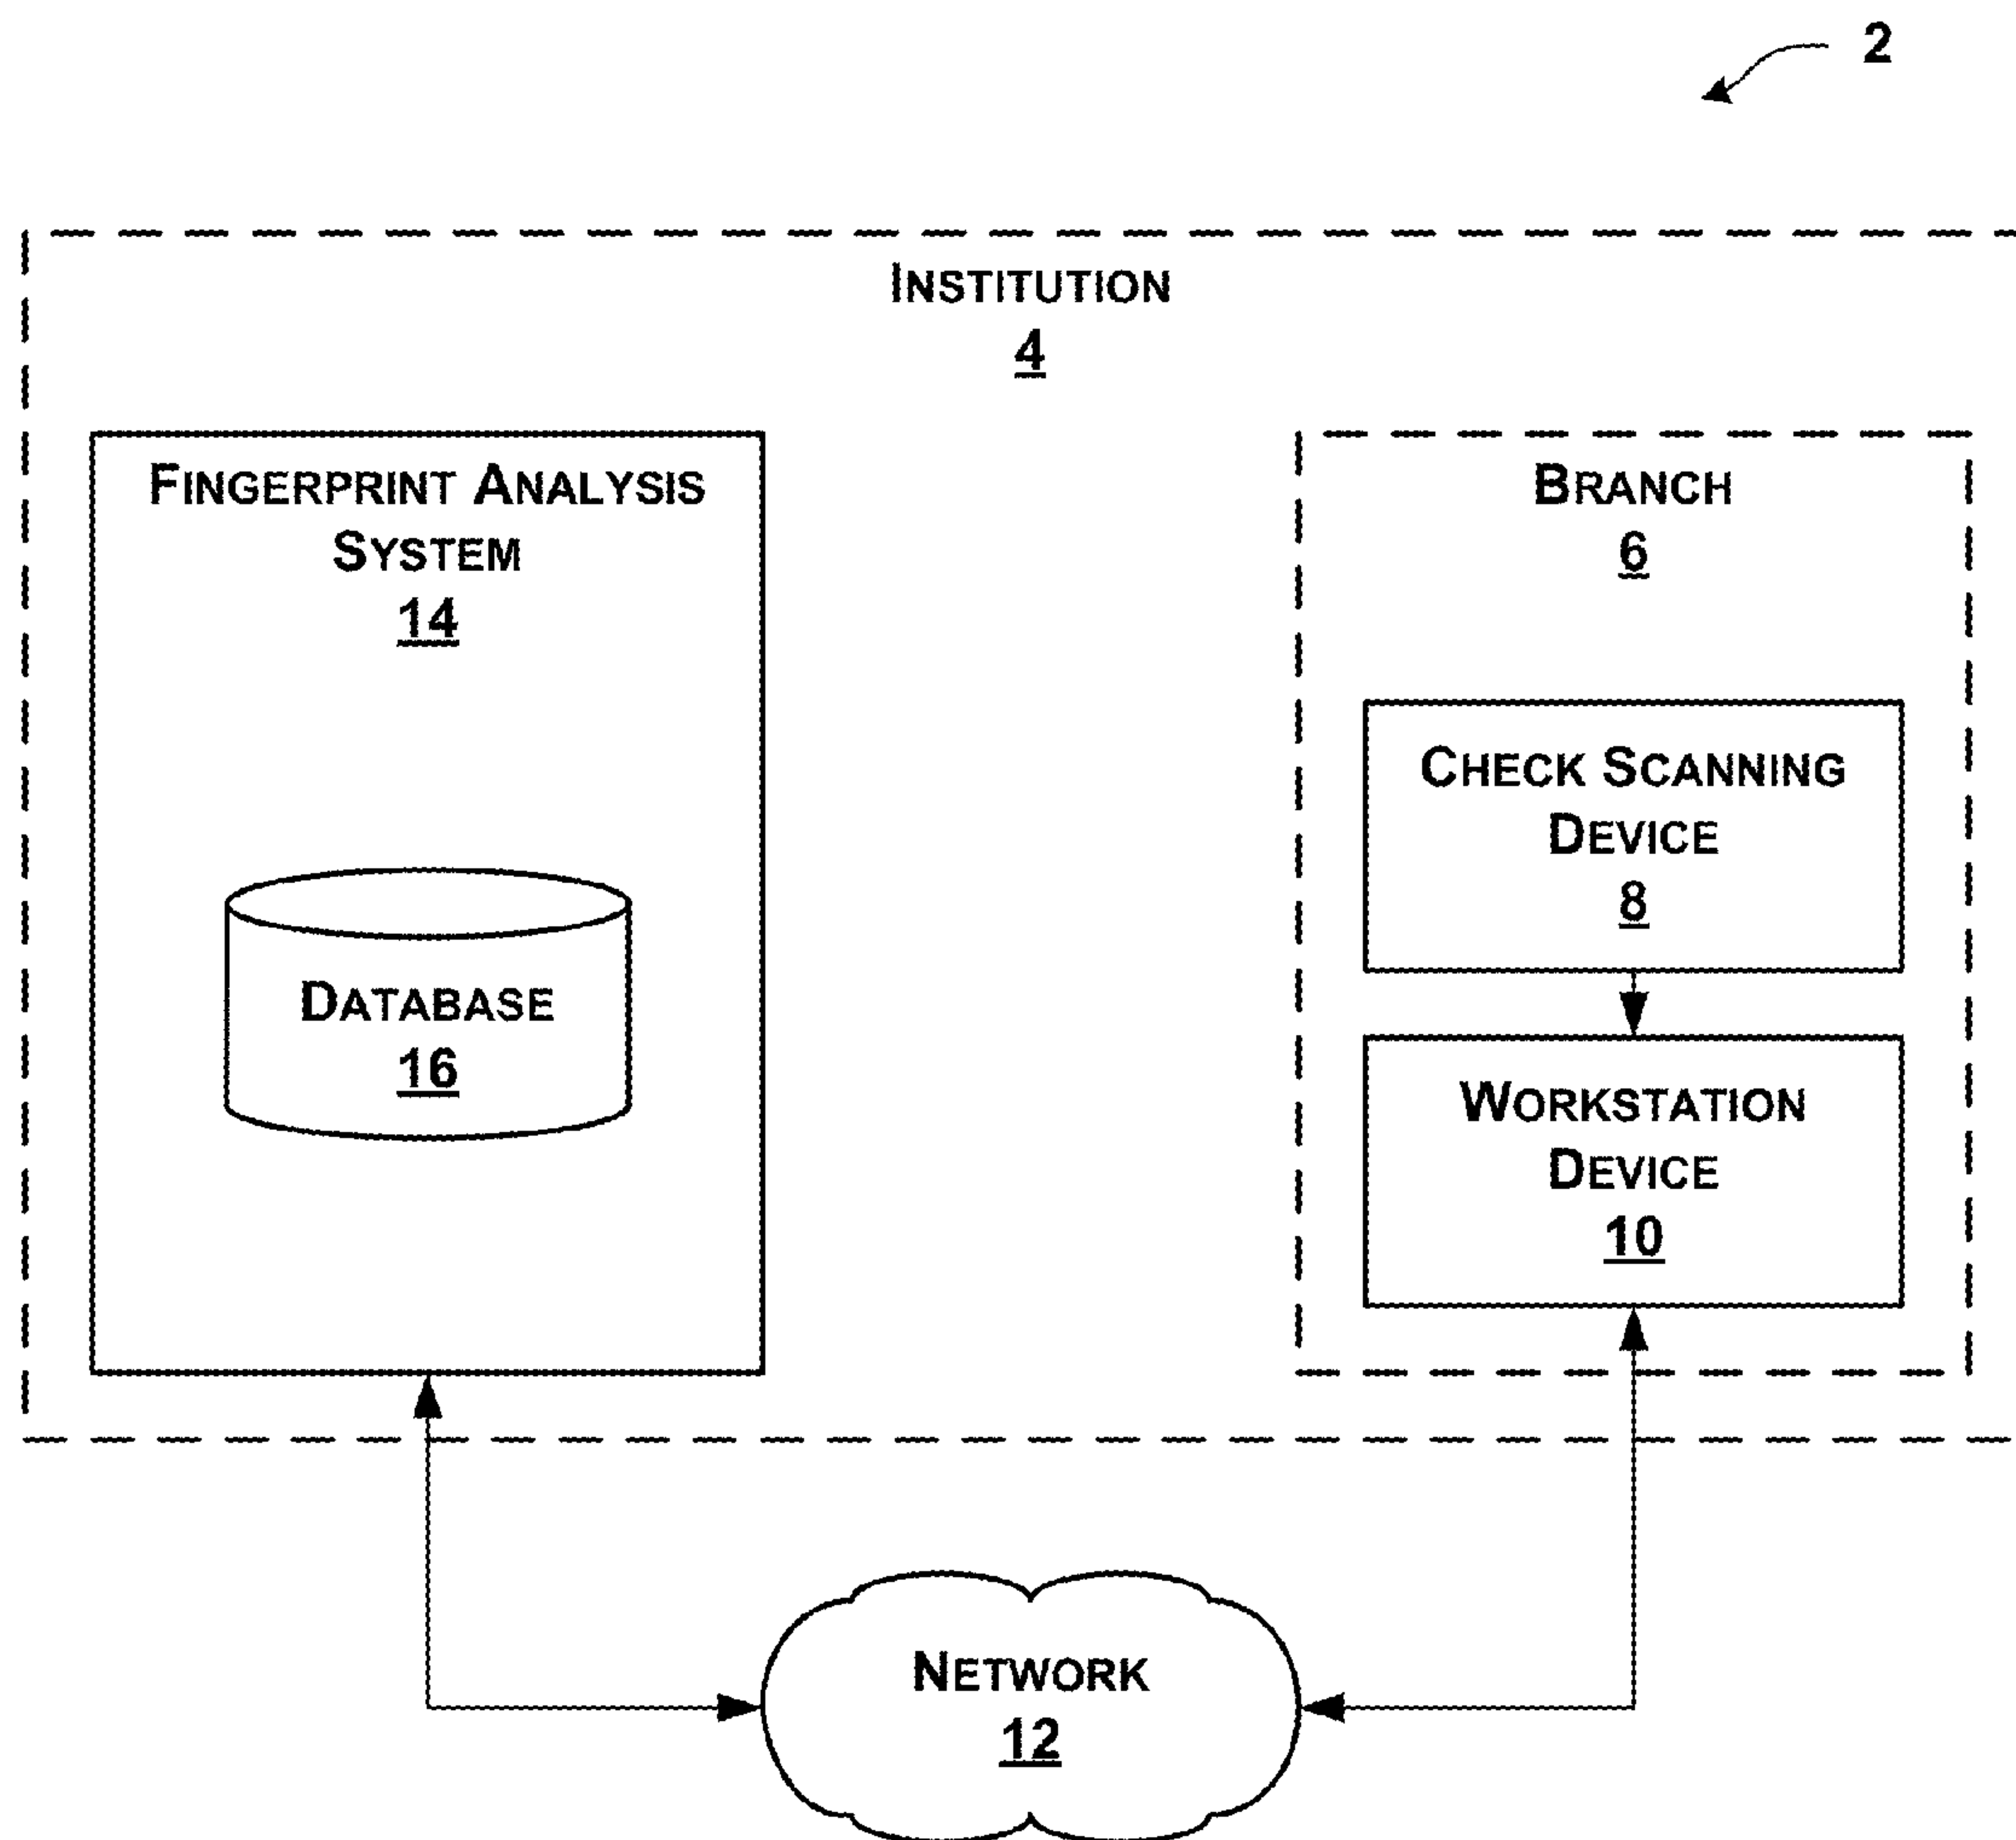 2
INSTITUTION
4
FINGERPRINT ANALYSIS
SYSTEM
14
DATABASE
16
BRANCH
6
CHECK SCANNING
DEVICE
8
WORKSTATION
DEVICE
10
NETWORK
12